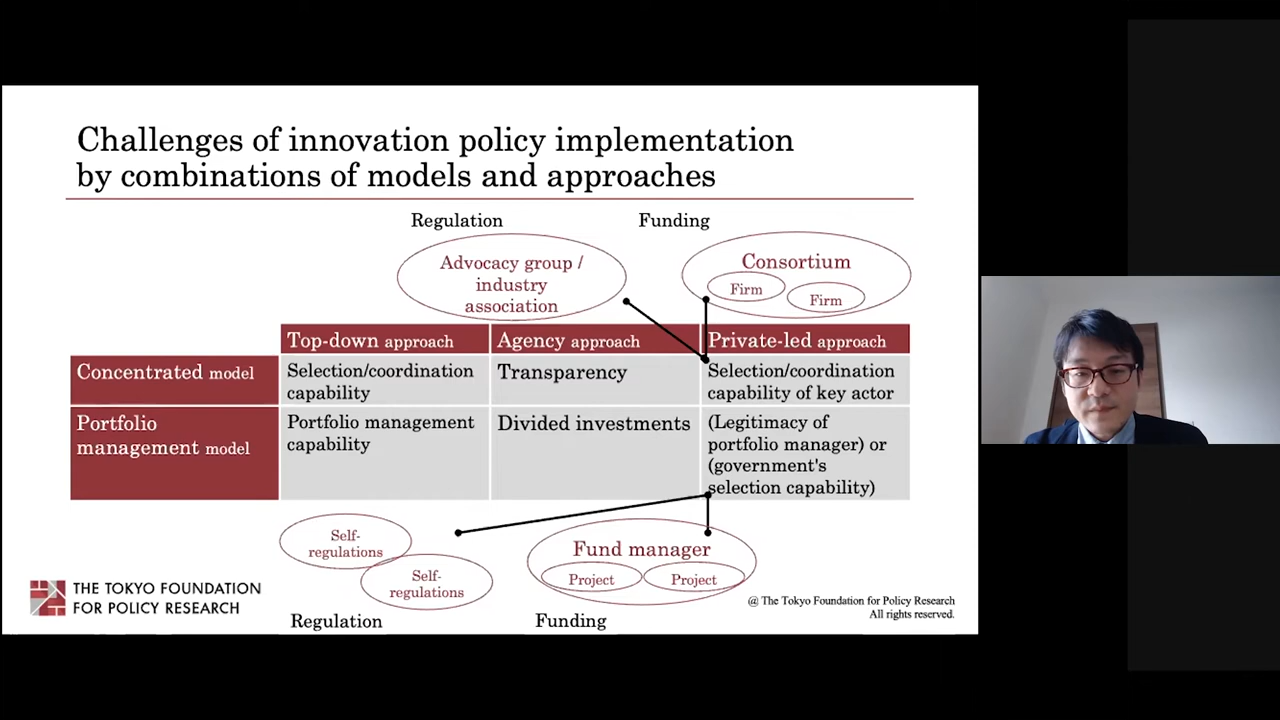 Challenges of innovation policy implementation
by combinations of models and approaches
Regulation
Funding
Advocacy group /
industry
association
Consortium
Firm
Firm
Top-down approach
Agency approach
Private-led approach
Concentrated model
Selection/coordination
capability
Transparency
Selection/coordination
capability of key actor
Portfolio
management model
Portfolio management
capability
Divided investments
(Legitimacy of
portfolio manager) or
(government's
selection capability)
Self-
regulations
Self-
regulations
Fund manager
Project
Project
THE TOKYO FOUNDATION
FOR POLICY RESEARCH
@ The Tokyo Foundation for Policy Research
All rights reserved.
Regulation
Funding